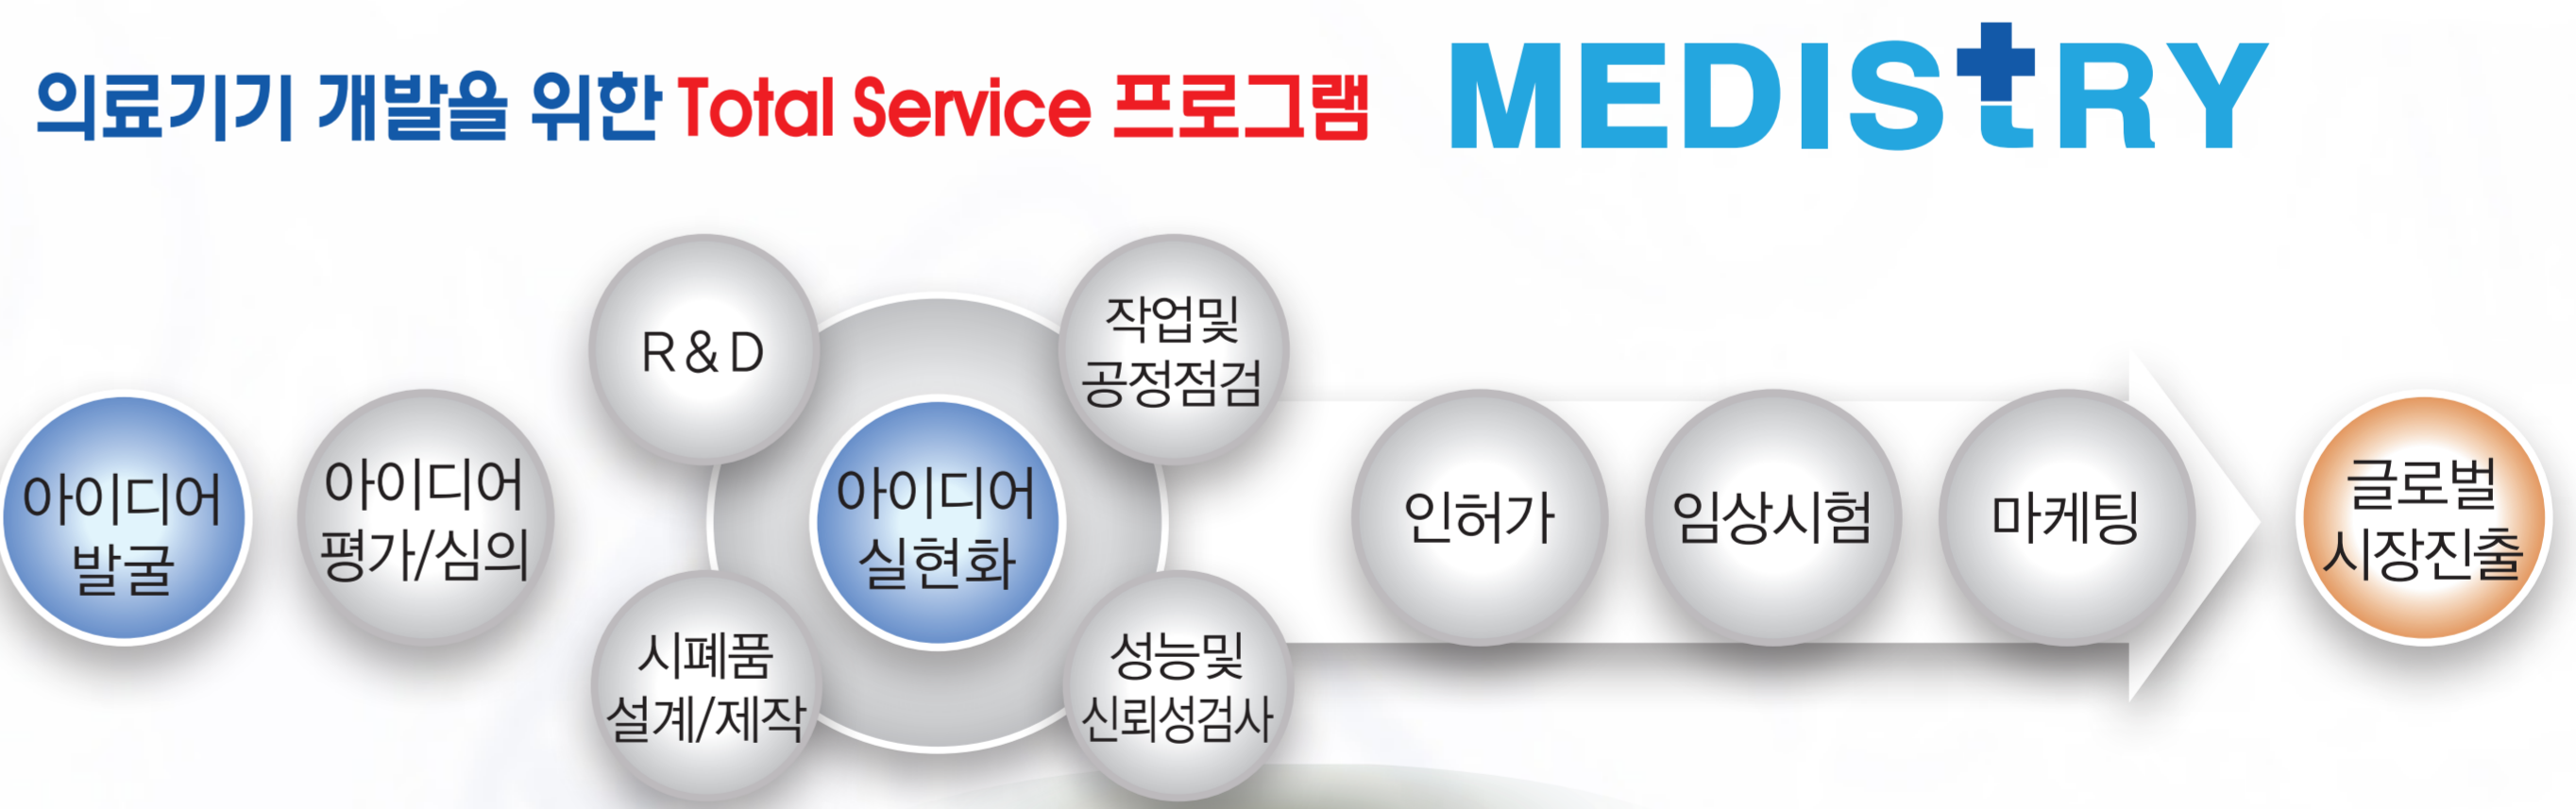 의료기기 개발을 위한 Total Service 프로그램 MEDIStRY
아이디어
발굴
아이디어
평가/심의
R&D
작업및
공정점검
아이디어
실현화
시폐품
설계/제작
성능및
신뢰성검사
인허가
임상시험
마케팅
글로벌
시장진출